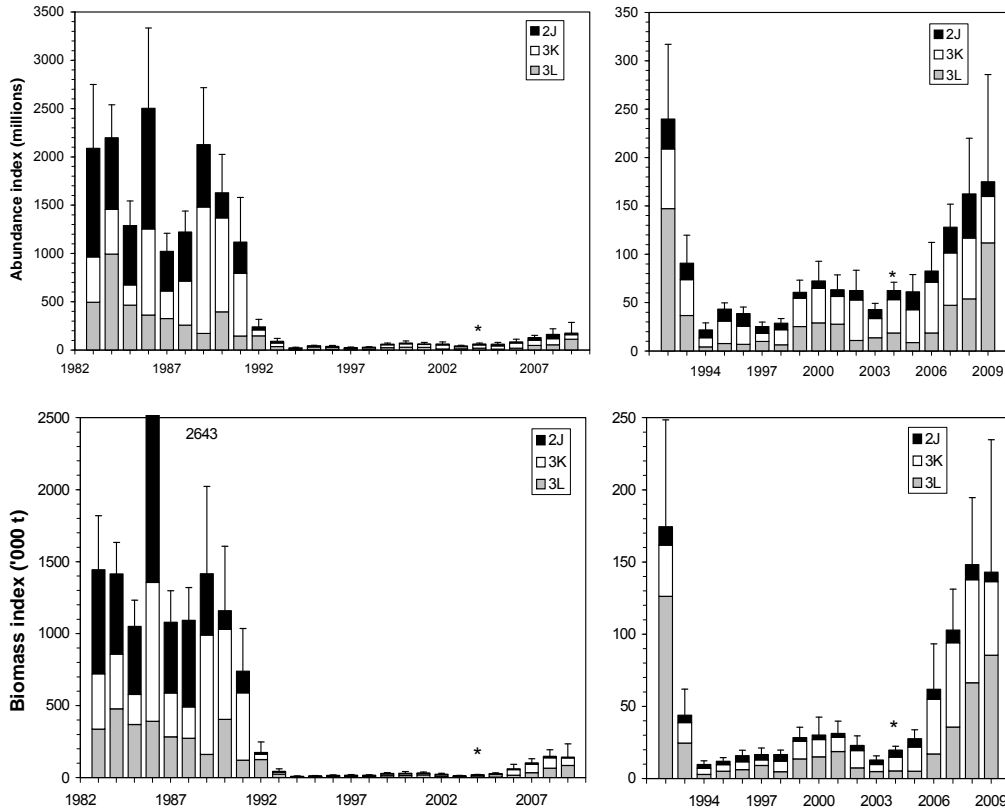 Abundance index (millions)
3500
3000
2500
2000
1500
1000
500
0
1982 1987 1992 1997 2002 2007
2J
3K
3L
*
350
300
250
200
150
100
50
0
1994 1997 2000 2003 2006 2009
2J
3K
3L
*
Biomass index ('000 t)
2500
2000
1500
1000
500
0
1982 1987 1992 1997 2002 2007
2643
2J
3K
3L
*
250
200
150
100
50
0
1994 1997 2000 2003 2006 2009
2J
3K
3L
*